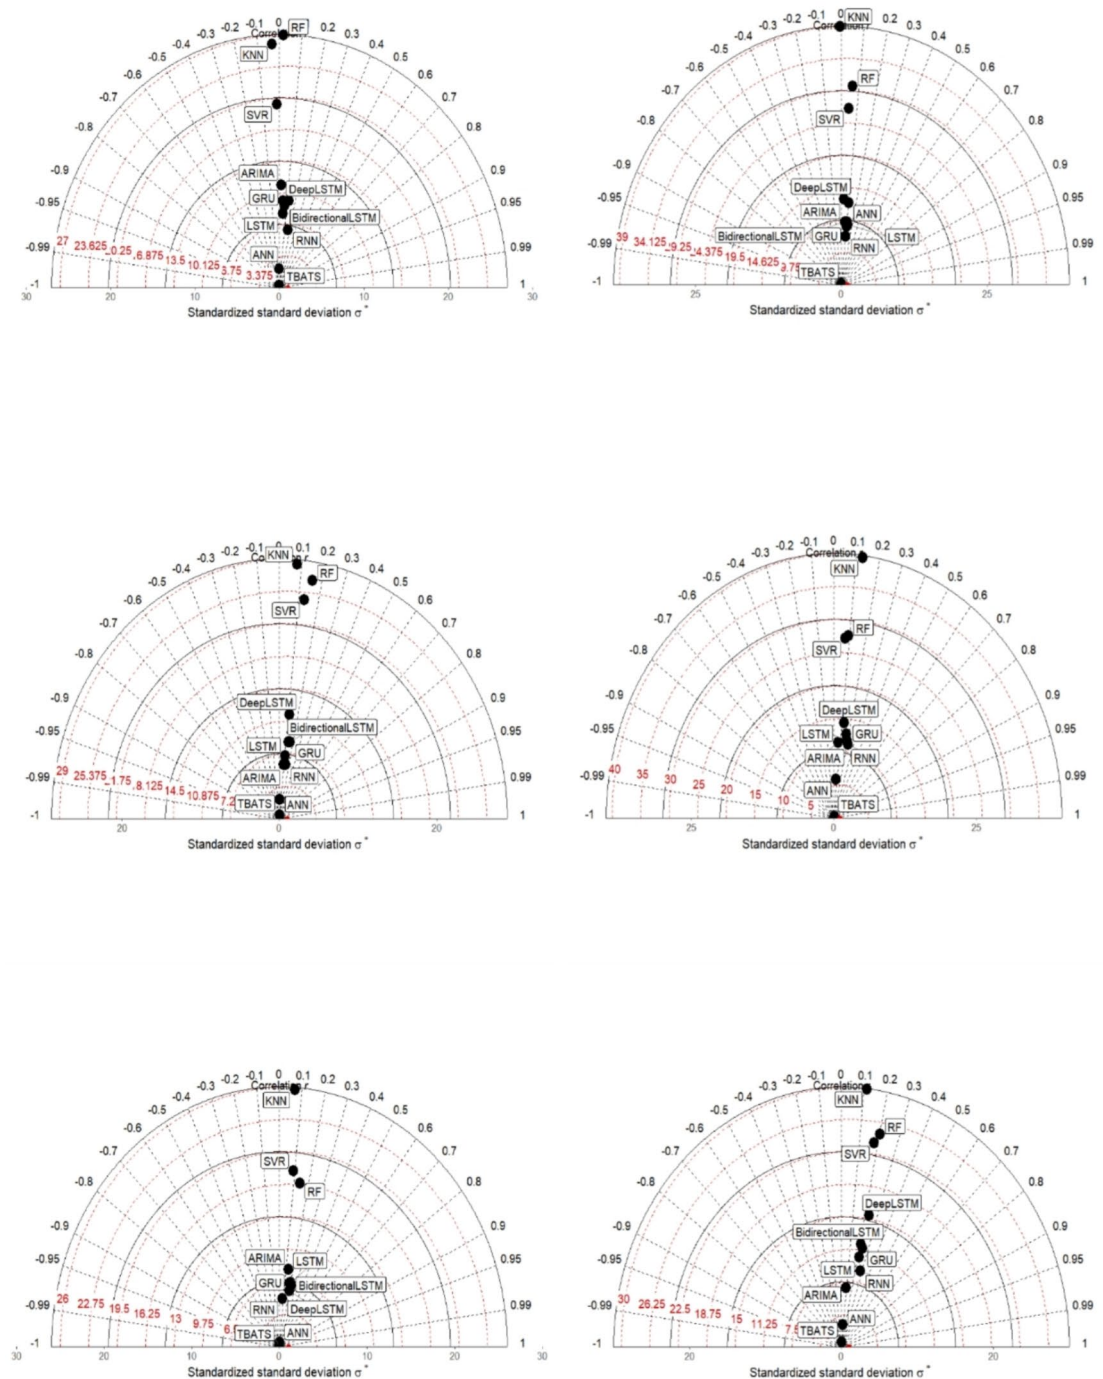 -0.1 0 0.1 0.2 0.3 0.4 0.5 0.6 0.7 0.8 0.9 0.95 0.99 1
-0.2 -0.3 -0.4 -0.5 -0.6 -0.7 -0.8 -0.9 -0.95 -0.99 -1
RF
KNN
SVR
ARIMA
DeepLSTM
GRU
BidirectionalLSTM
LSTM
RNN
ANN
TBATS
27 23.625 16.875 13.5 10.125 3.375
30 20 10 0 10 20 30
Standardized standard deviation σ*
-0.1 0 0.1 0.2 0.3 0.4 0.5 0.6 0.7 0.8 0.9 0.95 0.99 1
-0.2 -0.3 -0.4 -0.5 -0.6 -0.7 -0.8 -0.9 -0.95 -0.99 -1
KNN
RF
SVR
DeepLSTM
ARIMA
ANN
BidirectionalLSTM
GRU
LSTM
RNN
TBATS
39 34.125 19.5 14.625 9.75
25 0 25
Standardized standard deviation σ*
-0.1 0 0.1 0.2 0.3 0.4 0.5 0.6 0.7 0.8 0.9 0.95 0.99 1
-0.2 -0.3 -0.4 -0.5 -0.6 -0.7 -0.8 -0.9 -0.95 -0.99 -1
KNN
RF
SVR
DeepLSTM
BidirectionalLSTM
LSTM
GRU
ARIMA
RNN
TBATS
ANN
29 25.375 14.5 10.875
20 0 20
Standardized standard deviation σ*
-0.1 0 0.1 0.2 0.3 0.4 0.5 0.6 0.7 0.8 0.9 0.95 0.99 1
-0.2 -0.3 -0.4 -0.5 -0.6 -0.7 -0.8 -0.9 -0.95 -0.99 -1
Correlation
KNN
RF
SVR
DeepLSTM
LSTM
GRU
ARIMA
RNN
ANN
TBATS
40 35 30 25 20 15 10 5
25 0 25
Standardized standard deviation σ*
-0.1 0 0.1 0.2 0.3 0.4 0.5 0.6 0.7 0.8 0.9 0.95 0.99 1
-0.2 -0.3 -0.4 -0.5 -0.6 -0.7 -0.8 -0.9 -0.95 -0.99 -1
Correlation r
KNN
SVR
RF
ARIMA
LSTM
GRU
BidirectionalLSTM
RNN
DeepLSTM
TBATS
ANN
26 22.75 19.5 16.25 13 9.75
30 20 10 0 10 20 30
Standardized standard deviation σ*
-0.1 0 0.1 0.2 0.3 0.4 0.5 0.6 0.7 0.8 0.9 0.95 0.99 1
-0.2 -0.3 -0.4 -0.5 -0.6 -0.7 -0.8 -0.9 -0.95 -0.99 -1
Correlation
KNN
RF
SVR
DeepLSTM
BidirectionalLSTM
GRU
LSTM
RNN
ARIMA
ANN
TBATS
30 26.25 22.5 18.75 15 11.25
20 0 20
Standardized standard deviation σ*